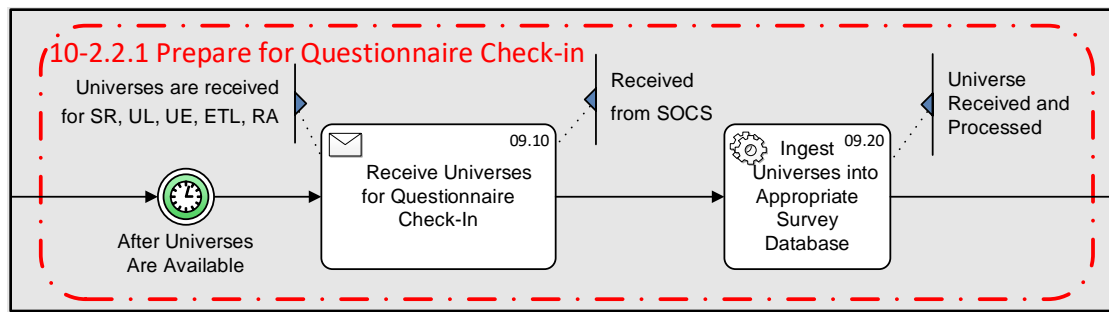 10-2.2.1 Prepare for Questionnaire Check-in
Universes are received
for SR, UL, UE, ETL, RA
Received
from SOCS
Universe
Received and
Processed
After Universes
Are Available
09.10
Receive Universes
for Questionnaire
Check-In
09.20
Ingest
Universes into
Appropriate
Survey
Database